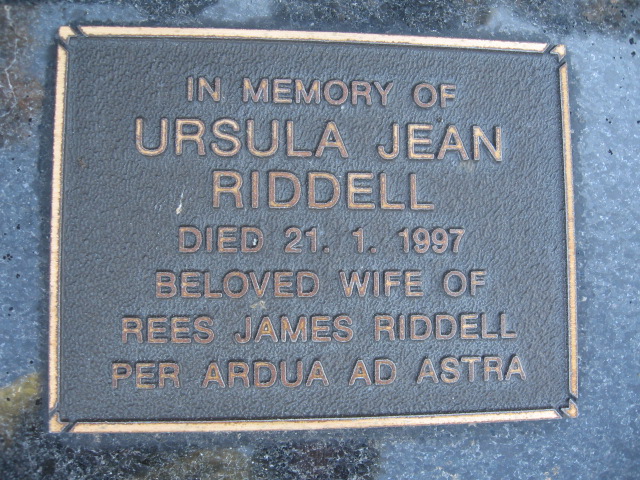 IN MEMORY OF
URSULA JEAN
RIDDELL
DIED 21. 1. 1997
BELOVED WIFE OF
REES JAMES RIDDELL
PER ARDUA AD ASTRA